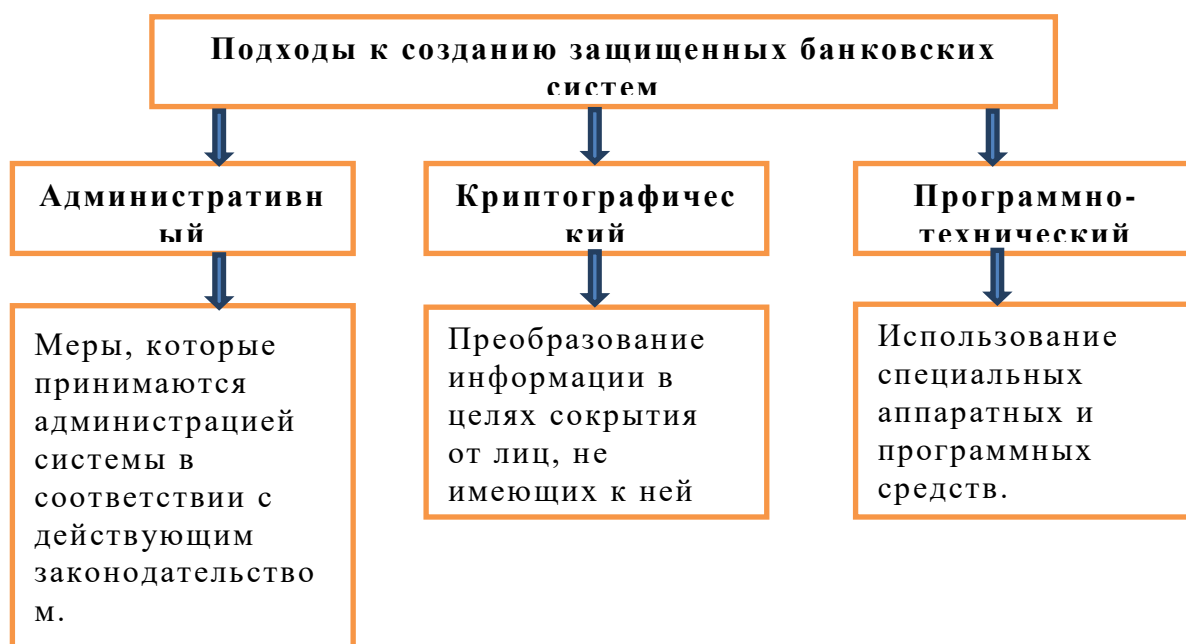 Подходы к созданию защищенных банковских
систем
Административн
ый
Криптографичес
кий
Программно-
технический
Меры, которые
принимаются
администрацией
системы в
соответствии с
действующим
законодательство
м.
Преобразование
информации в
целях сокрытия
от лиц, не
имеющих к ней
Использование
специальных
аппаратных и
программных
средств.